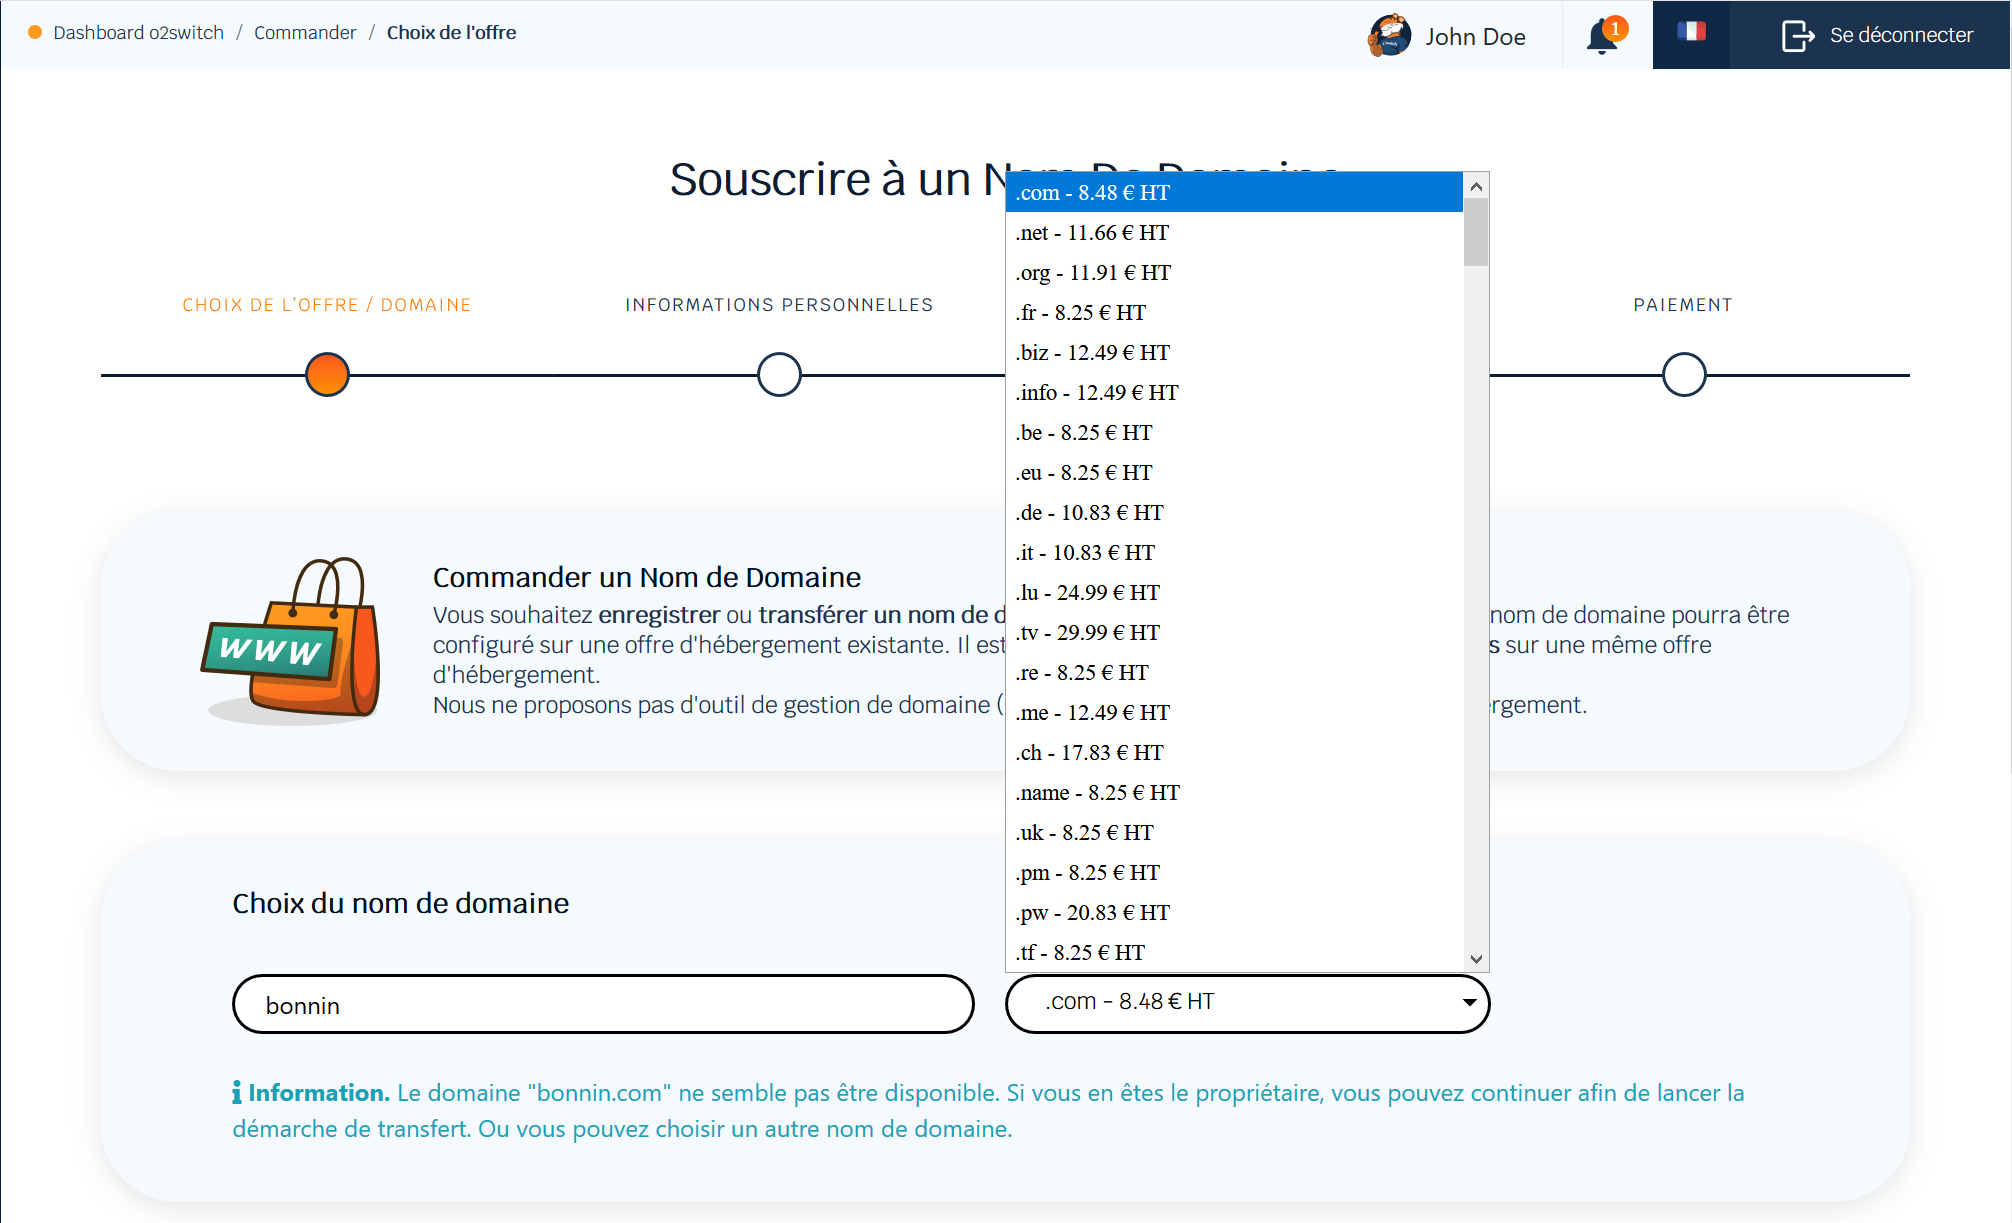 Dashboard o2switch / Commander / Choix de l'offre
John Doe
1
Se déconnecter
Souscrire à un
.com - 8.48 € HT
.net - 11.66 € HT
.org - 11.91 € HT
.fr - 8.25 € HT
.biz - 12.49 € HT
.info - 12.49 € HT
.be - 8.25 € HT
.eu - 8.25 € HT
.de - 10.83 € HT
.it - 10.83 € HT
.lu - 24.99 € HT
.tv - 29.99 € HT
.re - 8.25 € HT
.me - 12.49 € HT
.ch - 17.83 € HT
.name - 8.25 € HT
.uk - 8.25 € HT
.pm - 8.25 € HT
.pw - 20.83 € HT
.tf - 8.25 € HT
CHOIX DE L'OFFRE / DOMAINE
INFORMATIONS PERSONNELLES
PAIEMENT
WWW
Commander un Nom de Domaine
Vous souhaitez enregistrer ou transférer un nom de d nom de domaine pourra être
configuré sur une offre d'hébergement existante. Il est s sur une même offre
d'hébergement.
Nous ne proposons pas d'outil de gestion de domaine ( rgement.
Choix du nom de domaine
bonnin
.com - 8.48 € HT
Information. Le domaine "bonnin.com" ne semble pas être disponible. Si vous en êtes le propriétaire, vous pouvez continuer afin de lancer la
démarche de transfert. Ou vous pouvez choisir un autre nom de domaine.